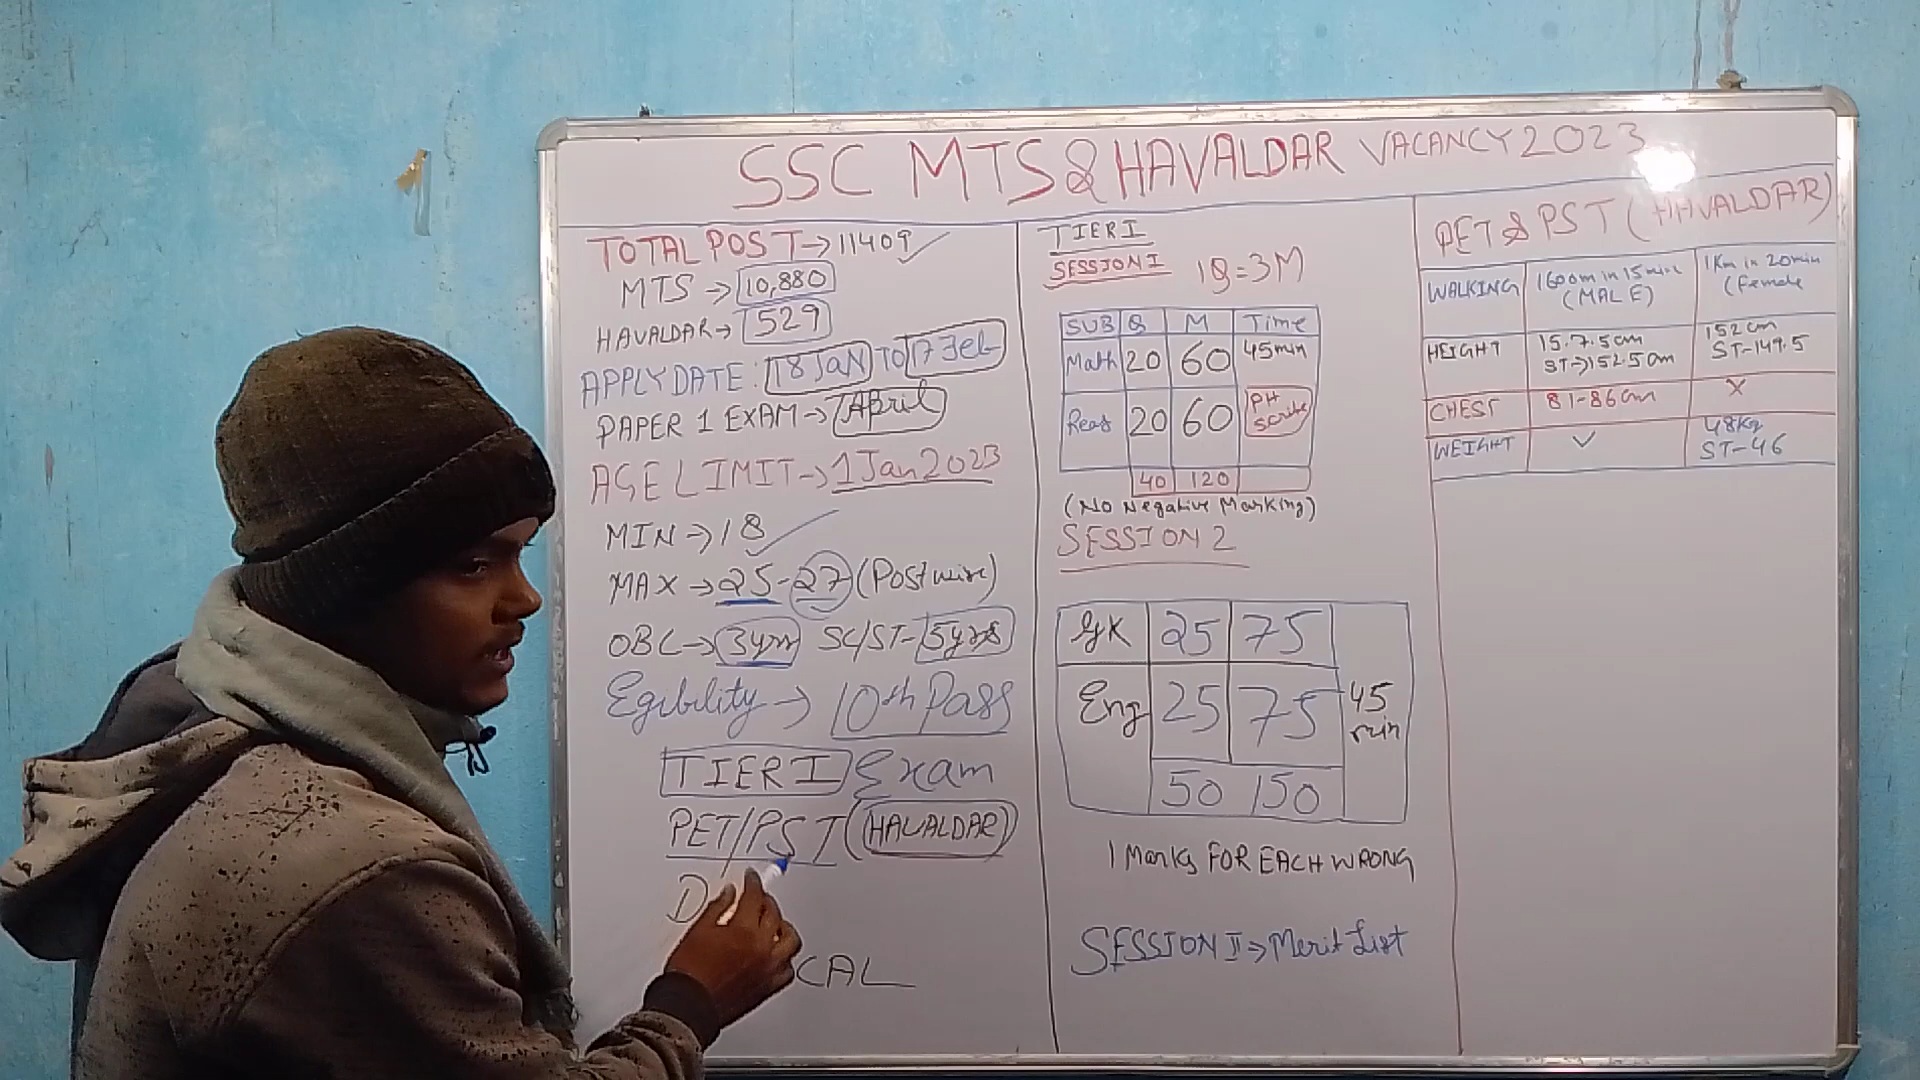 SSC MTS & HAVALDAR VACANCY 2023
TOTAL POST → 11409
MTS → 10,880
HAVALDAR → 529
APPLY DATE : 18 JAN TO 17 Feb
PAPER 1 EXAM → April
AGE LIMIT → 1 Jan 2023
MIN → 18
MAX → 25 - 27 (Post wise)
OBC → 3yrs SC/ST - 5yrs
Egibility → 10th Pass
TIER I Exam
PET/PST (HAVALDAR)
D
CAL
TIER I
SESSION I 1Q = 3M
SUB Q M Time
Math 20 60 45min
Reas 20 60 PH
40 120
(No Negative Marking)
SESSION 2
GK 25 75
Eng 25 75 45 min
50 150
1 Marks FOR EACH WRONG
SESSION II → Merit List
PET & PST (HAVALDAR)
WALKING 1600m in 15 min (MALE) 1Km in 20min (Female
HEIGHT 15.7.5cm ST→152.5cm 152cm ST-149.5
CHEST 81-86cm X
WEIGHT 48Kg ST-46